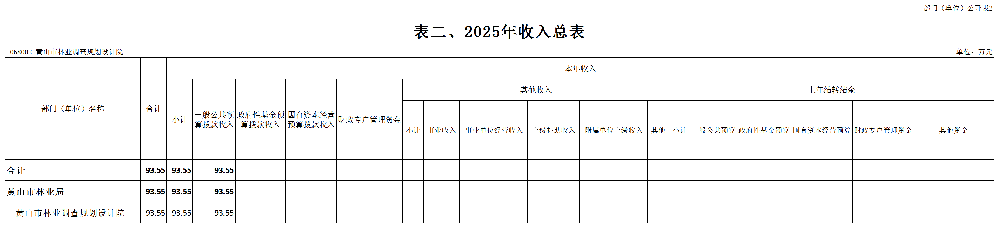 部门（单位）公开表2
表二、2025年收入总表
[068002]黄山市林业调查规划设计院 单位：万元
部门（单位）名称 合计 本年收入
小计 一般公共预算拨款收入 政府性基金预算拨款收入 国有资本经营预算拨款收入 财政专户管理资金 其他收入 上年结转结余
小计 事业收入 事业单位经营收入 上级补助收入 附属单位上缴收入 其他 小计 一般公共预算 政府性基金预算 国有资本经营预算 财政专户管理资金 其他资金
合计 93.55 93.55 93.55
黄山市林业局 93.55 93.55 93.55
黄山市林业调查规划设计院 93.55 93.55 93.55